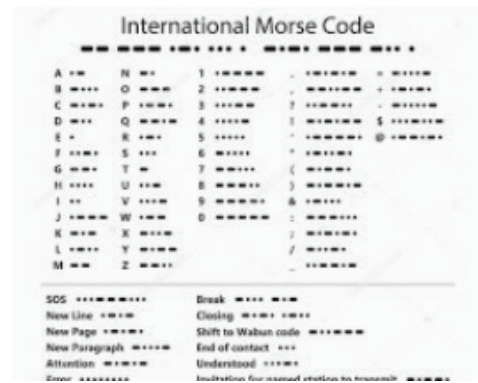 International Morse Code
-- --- .-. ... . -.-. --- -.. .
A .- N -. 1 .---- . .-.-.- = -...-
B -... O --- 2 ..--- , --..-- + .-.-.
C -.-. P .--. 3 ...-- ? ..--.. - -....-
D -.. Q --.- 4 ....- ! -.-.-- $ ...-..-
E . R .-. 5 ..... ' .----. @ .--.-.
F ..-. S ... 6 -.... " .-..-.
G --. T - 7 --... ( -.--.
H .... U ..- 8 ---.. ) -.--.-
I .. V ...- 9 ----. & .-...
J .--- W .-- 0 ----- : ---...
K -.- X -..- ; -.-.-.
L .-.. Y -.-- / -..-.
M -- Z --.. _ ..--.-
SOS ...---... Break -... -.-
New Line .-.- Closing -.-. .-..
New Page .-.-. Shift to Wabun code -..---
New Paragraph -...- End of contact ...
Attention -.-.- Understood ...-.
Error ........ Invitation for named station to transmit -.--.